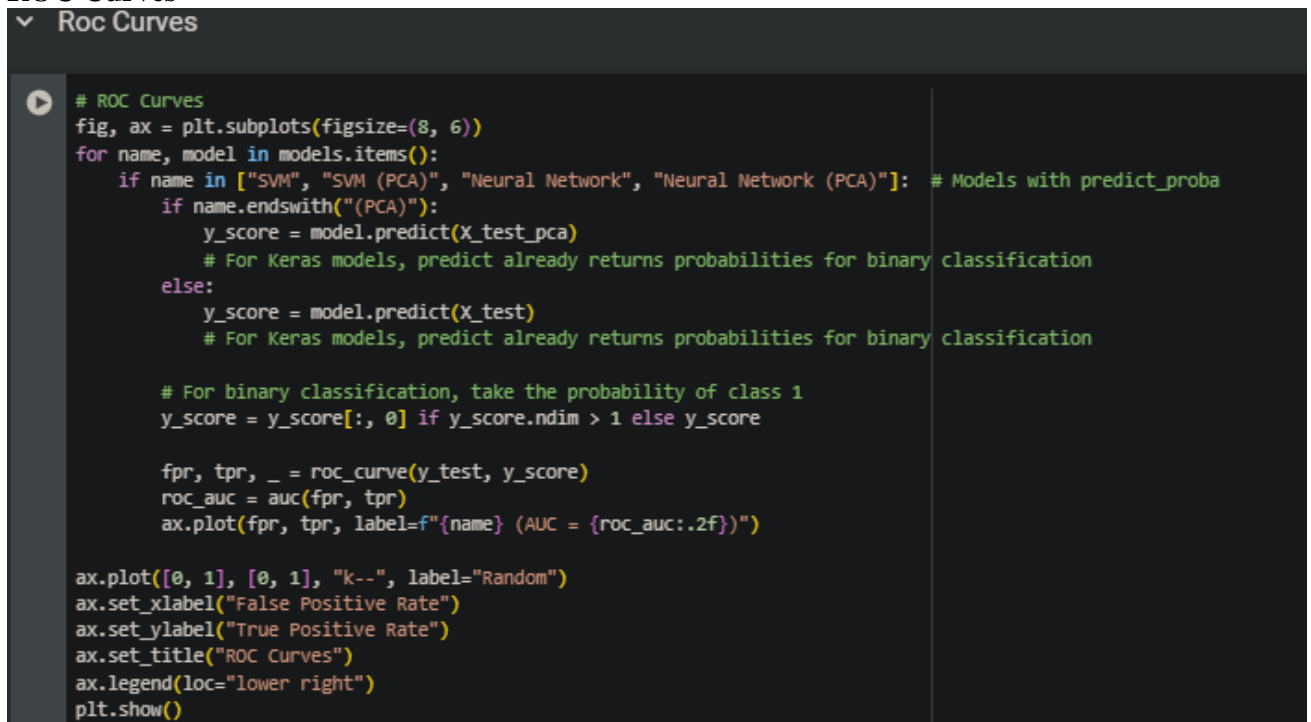 Roc Curves
# ROC Curves
fig, ax = plt.subplots(figsize=(8, 6))
for name, model in models.items():
    if name in ["SVM", "SVM (PCA)", "Neural Network", "Neural Network (PCA)"]:  # Models with predict_proba
        if name.endswith("(PCA)"):
            y_score = model.predict(X_test_pca)
            # For Keras models, predict already returns probabilities for binary classification
        else:
            y_score = model.predict(X_test)
            # For Keras models, predict already returns probabilities for binary classification

        # For binary classification, take the probability of class 1
        y_score = y_score[:, 0] if y_score.ndim > 1 else y_score

        fpr, tpr, _ = roc_curve(y_test, y_score)
        roc_auc = auc(fpr, tpr)
        ax.plot(fpr, tpr, label=f"{name} (AUC = {roc_auc:.2f})")

ax.plot([0, 1], [0, 1], "k--", label="Random")
ax.set_xlabel("False Positive Rate")
ax.set_ylabel("True Positive Rate")
ax.set_title("ROC Curves")
ax.legend(loc="lower right")
plt.show()